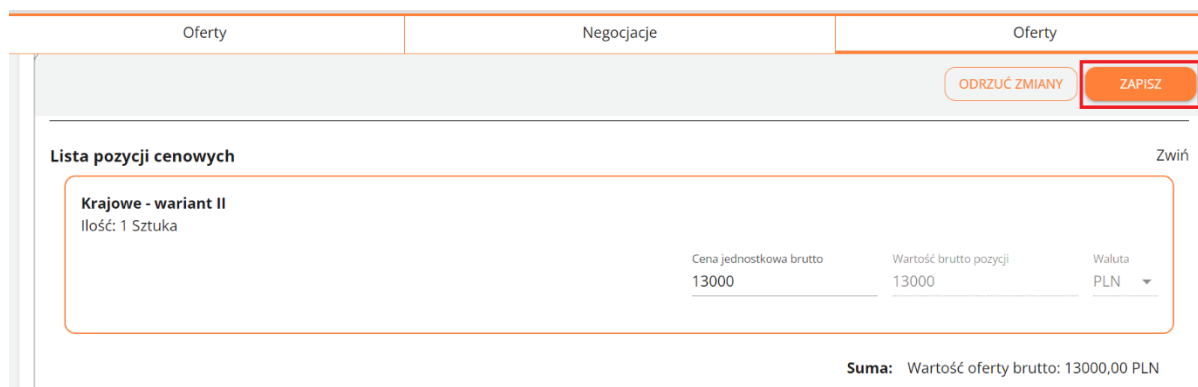 Oferty Negocjacje Oferty
ODRZUĆ ZMIANY ZAPISZ
Lista pozycji cenowych Zwiń
Krajowe - wariant II
Ilość: 1 Sztuka
Cena jednostkowa brutto Wartość brutto pozycji Waluta
13000 13000 PLN
Suma: Wartość oferty brutto: 13000,00 PLN